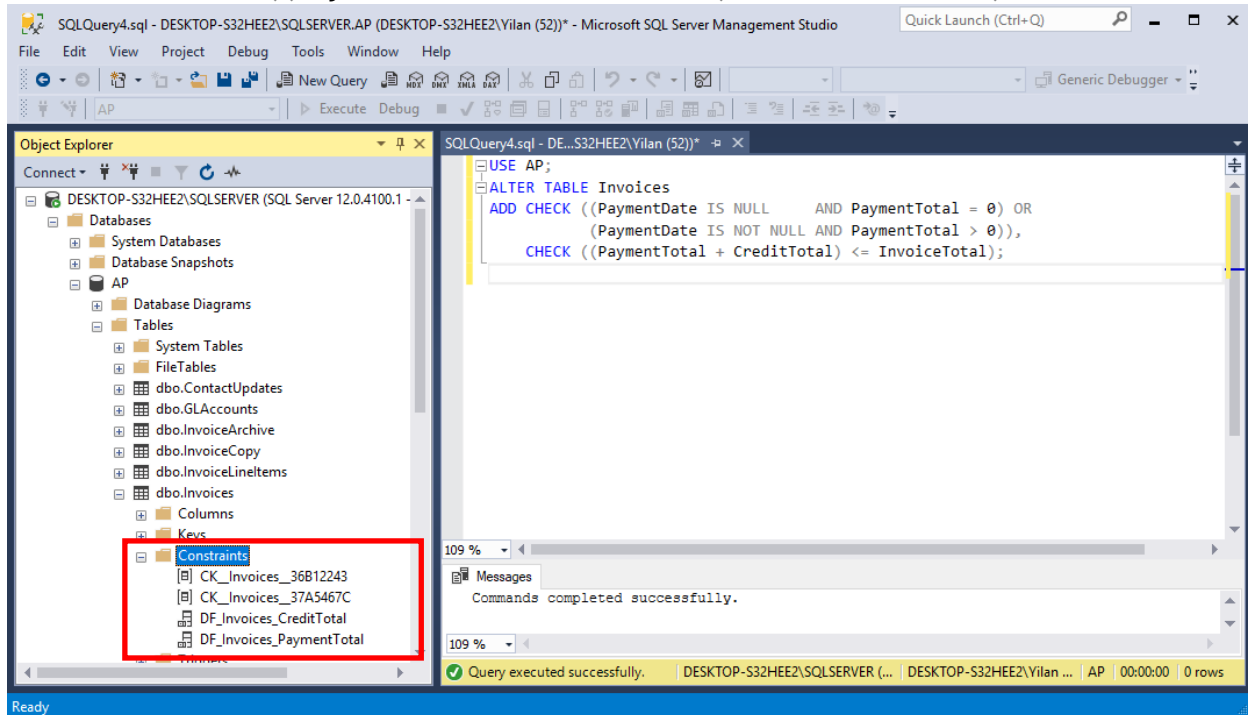 SQLQuery4.sql - DESKTOP-S32HEE2\SQLSERVER.AP (DESKTOP-S32HEE2\Yilan (52))* - Microsoft SQL Server Management Studio
Quick Launch (Ctrl+Q)
File Edit View Project Debug Tools Window Help
New Query MDX DMX XMLA DAX Generic Debugger
AP Execute Debug
Object Explorer
Connect
DESKTOP-S32HEE2\SQLSERVER (SQL Server 12.0.4100.1 -
Databases
System Databases
Database Snapshots
AP
Database Diagrams
Tables
System Tables
FileTables
dbo.ContactUpdates
dbo.GLAccounts
dbo.InvoiceArchive
dbo.InvoiceCopy
dbo.InvoiceLineItems
dbo.Invoices
Columns
Keys
Constraints
CK__Invoices__36B12243
CK__Invoices__37A5467C
DF_Invoices_CreditTotal
DF_Invoices_PaymentTotal
SQLQuery4.sql - DE...S32HEE2\Yilan (52))*
USE AP;
ALTER TABLE Invoices
ADD CHECK ((PaymentDate IS NULL     AND PaymentTotal = 0) OR
(PaymentDate IS NOT NULL AND PaymentTotal > 0)),
CHECK ((PaymentTotal + CreditTotal) <= InvoiceTotal);
109 %
Messages
Commands completed successfully.
109 %
Query executed successfully. DESKTOP-S32HEE2\SQLSERVER (... DESKTOP-S32HEE2\Yilan ... AP 00:00:00 0 rows
Ready